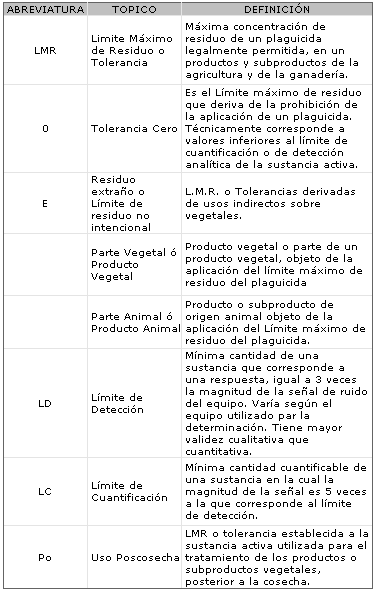 ABREVIATURA TOPICO DEFINICIÓN
LMR
Limite Máximo
de Residuo o
Tolerancia
Máxima concentración de
residuo de un plaguicida
legalmente permitida, en un
productos y subproductos de la
agricultura y de la ganadería.
0
Tolerancia Cero
Es el Límite máximo de residuo
que deriva de la prohibición de
la aplicación de un plaguicida.
Técnicamente corresponde a
valores inferiores al límite de
cuantificación o de detección
analítica de la sustancia activa.
E
Residuo
extraño o
Límite de
residuo no
intencional
L.M.R. o Tolerancias derivadas
de usos indirectos sobre
vegetales.
Parte Vegetal ó
Producto
Vegetal
Producto vegetal o parte de un
producto vegetal, objeto de la
aplicación del límite máximo de
residuo del plaguicida
Parte Animal ó
Producto Animal
Producto o subproducto de
origen animal objeto de la
aplicación del Límite máximo de
residuo del plaguicida.
LD
Límite de
Detección
Mínima cantidad de una
sustancia que corresponde a
una respuesta, igual a 3 veces
la magnitud de la señal de ruido
del equipo. Varía según el
equipo utilizado par la
determinación. Tiene mayor
validez cualitativa que
cuantitativa.
LC
Límite de
Cuantificación
Mínima cantidad cuantificable de
una sustancia en la cual la
magnitud de la señal es 5 veces
a la que corresponde al límite
de detección.
Po
Uso Poscosecha
LMR o tolerancia establecida a la
sustancia activa utilizada para el
tratamiento de los productos o
subproductos vegetales,
posterior a la cosecha.